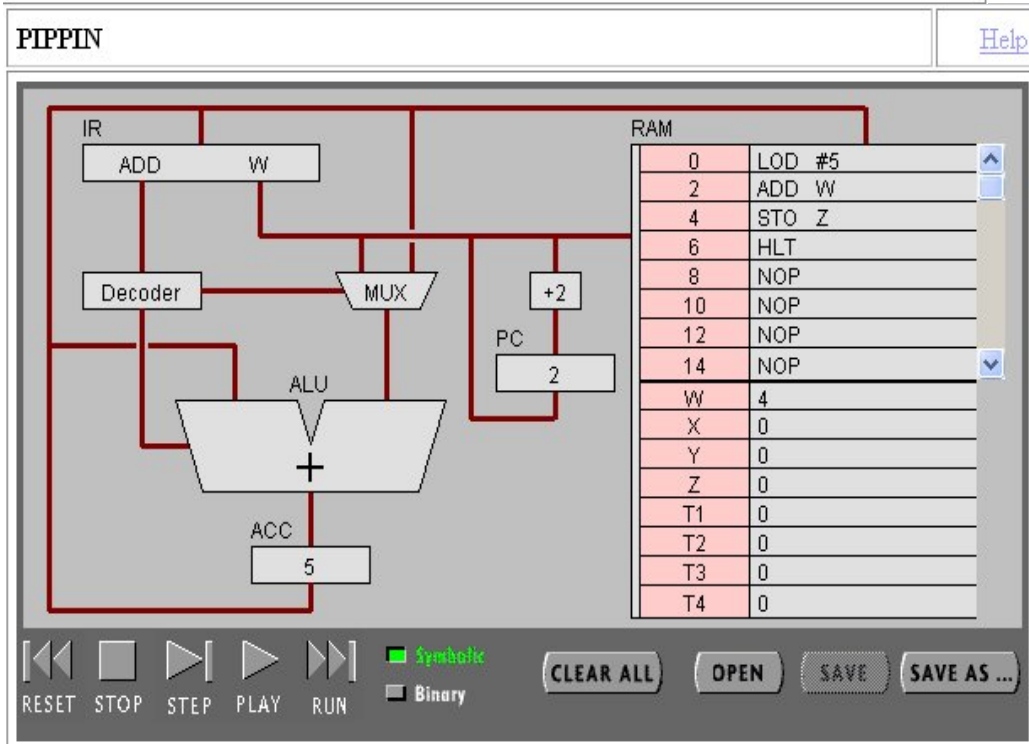 PIPPIN
Help
IR
RAM
ADD W
0 LOD #5
2 ADD W
4 STO Z
6 HLT
8 NOP
10 NOP
12 NOP
14 NOP
W 4
X 0
Y 0
Z 0
T1 0
T2 0
T3 0
T4 0
Decoder
MUX
+2
PC
2
ALU
+
ACC
5
RESET
STOP
STEP
PLAY
RUN
Symbolic
Binary
CLEAR ALL
OPEN
SAVE
SAVE AS ...